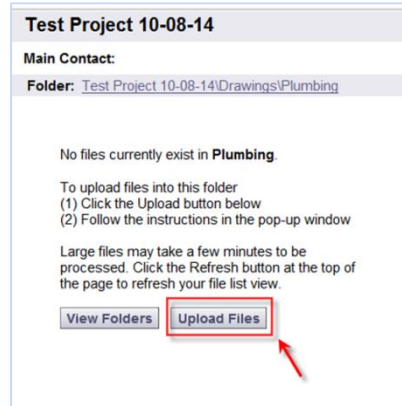 Test Project 10-08-14
Main Contact:
Folder: Test Project 10-08-14\Drawings\Plumbing
No files currently exist in Plumbing.
To upload files into this folder
(1) Click the Upload button below
(2) Follow the instructions in the pop-up window
Large files may take a few minutes to be
processed. Click the Refresh button at the top of
the page to refresh your file list view.
View Folders Upload Files